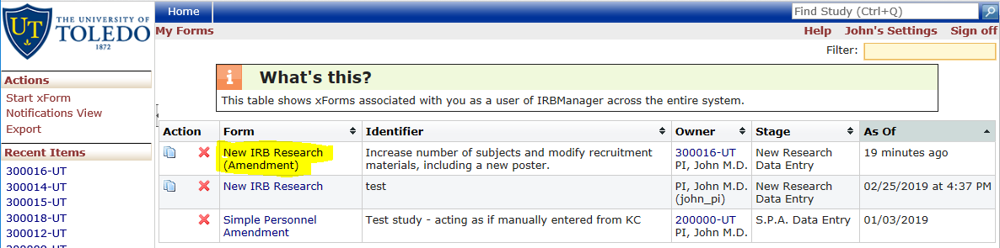 UT
THE UNIVERSITY OF
TOLEDO
1872
Home
Find Study (Ctrl+Q)
My Forms
Help John's Settings Sign off
Filter:
Actions
Start xForm
Notifications View
Export
Recent Items
300016-UT
300014-UT
300015-UT
300018-UT
300012-UT
i What's this?
This table shows xForms associated with you as a user of IRBManager across the entire system.
Action Form Identifier Owner Stage As Of
New IRB Research
(Amendment)
Increase number of subjects and modify recruitment
materials, including a new poster.
300016-UT
PI, John M.D.
New Research
Data Entry
19 minutes ago
New IRB Research
test
PI, John M.D.
(john_pi)
New Research
Data Entry
02/25/2019 at 4:37 PM
Simple Personnel
Amendment
Test study - acting as if manually entered from KC
200000-UT
PI, John M.D.
S.P.A. Data Entry
01/03/2019